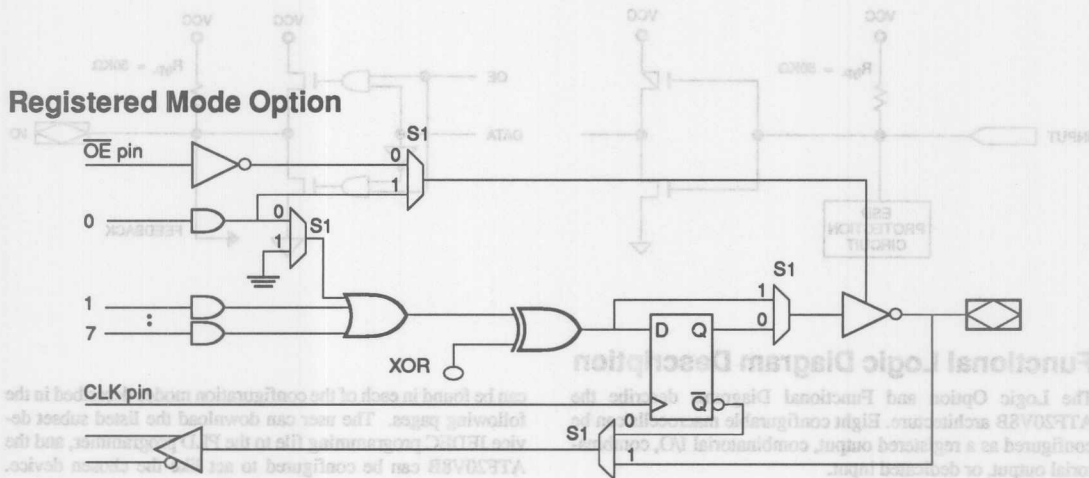 VCC
VCC
VCC
VCC
OE
Registered Mode Option
I/O
DATA
INPUT
OE pin
0
S1
1
0
FEEDBACK
0
S1
1
ESD
PROTECTION
CIRCUIT
1
:
7
XOR
D Q
Q
S1
1
0
CLK pin
S1
0
1
Functional Logic Diagram Description
The Logic Option and Functional Diagrams describe the
ATF20V8B architecture. Eight configurable macrocells can be
configured as a registered output, combinatorial I/O, combina-
torial output, or dedicated input.
can be found in each of the configuration modes described in the
following pages. The user can download the listed subset de-
vice JEDEC programming file to the PLD programmer, and the
ATF20V8B can be configured to act like the chosen device.